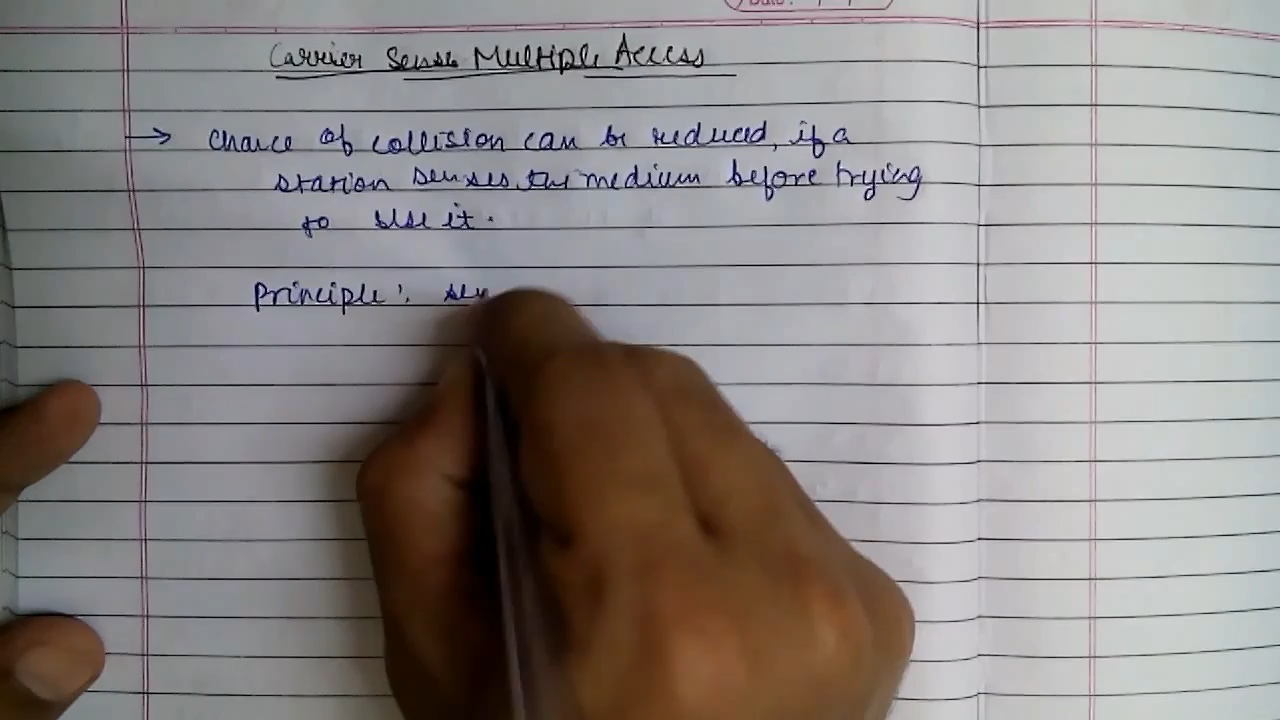 Carrier Sense Multiple Access
→ Chance of collision can be reduced, if a
station senses the medium before trying
to use it.
Principle :